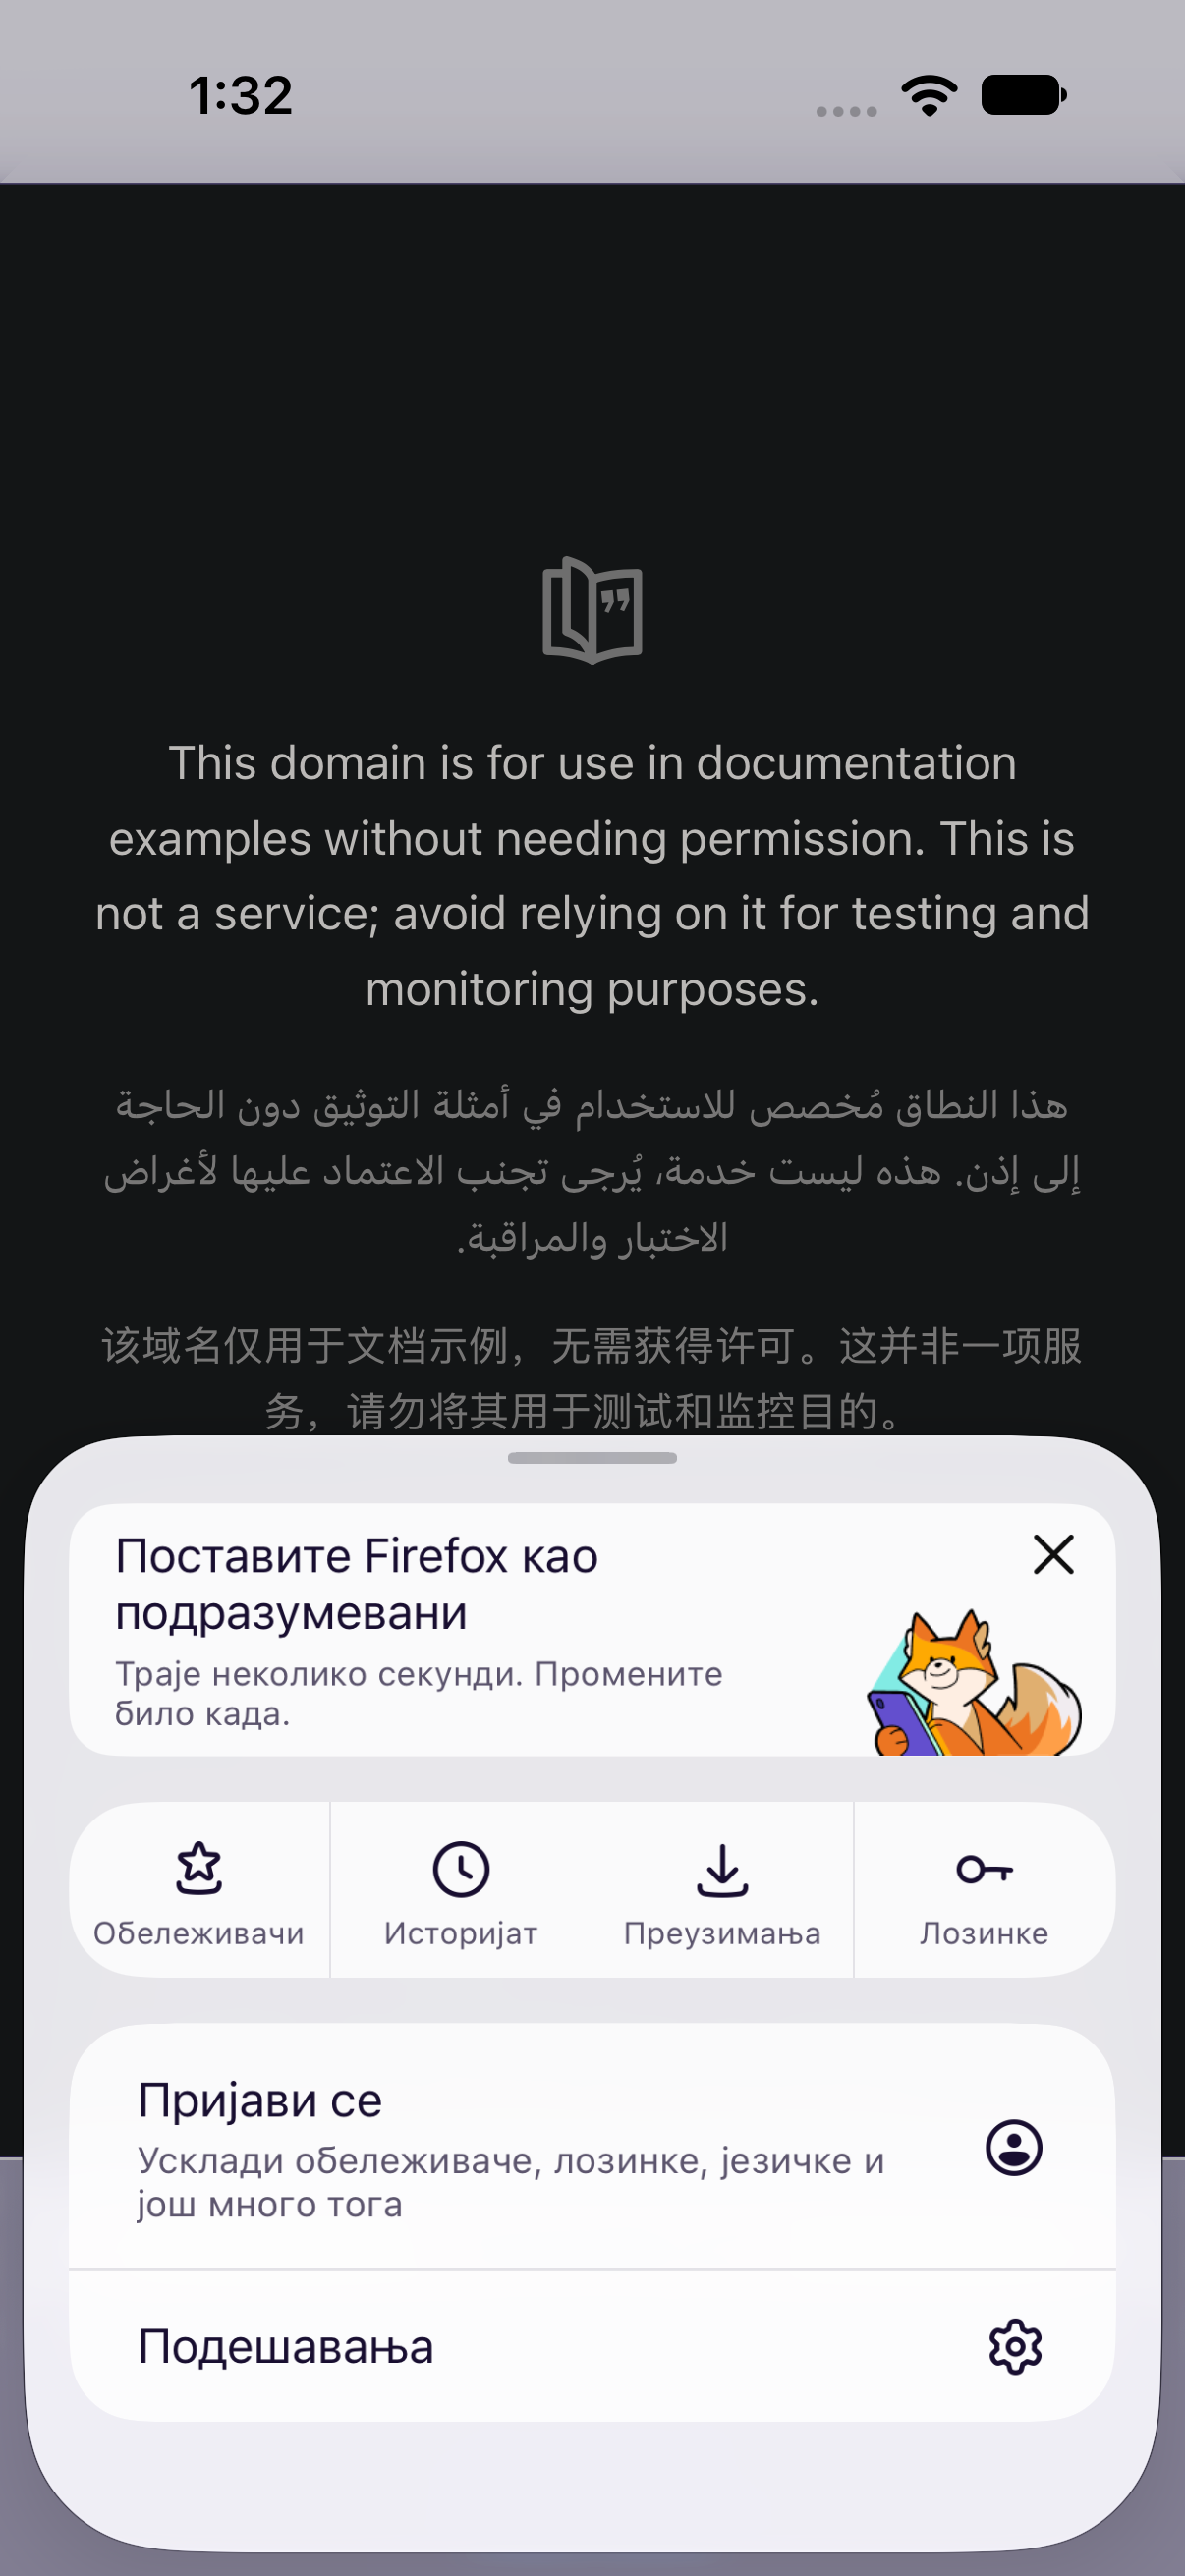 1:32
This domain is for use in documentation
examples without needing permission. This is
not a service; avoid relying on it for testing and
monitoring purposes.
هذا النطاق مُخصص للاستخدام في أمثلة التوثيق دون الحاجة
إلى إذن. هذه ليست خدمة، يُرجى تجنب الاعتماد عليها لأغراض
الاختبار والمراقبة.
该域名仅用于文档示例，无需获得许可。这并非一项服
务，请勿将其用于测试和监控目的。
Поставите Firefox као
подразумевани
Траје неколико секунди. Промените
било када.
Обележивачи
Историјат
Преузимања
Лозинке
Пријави се
Усклади обележиваче, лозинке, језичке и
још много тога
Подешавања